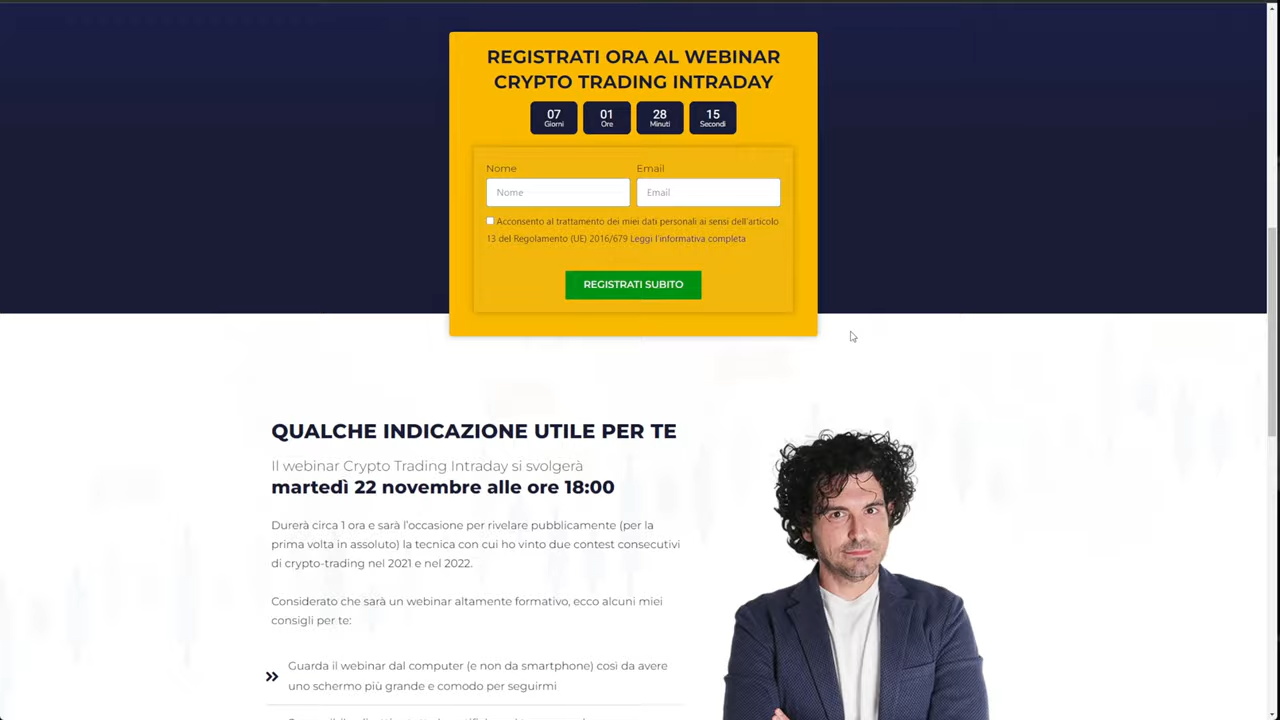 REGISTRATI ORA AL WEBINAR
CRYPTO TRADING INTRADAY
07 01 28 15
Giorni Ore Minuti Secondi
Nome Email
Nome Email
Acconsento al trattamento dei miei dati personali ai sensi dell'articolo
13 del Regolamento (UE) 2016/679 Leggi l'informativa completa
REGISTRATI SUBITO
QUALCHE INDICAZIONE UTILE PER TE
Il webinar Crypto Trading Intraday si svolgerà
martedì 22 novembre alle ore 18:00
Durerà circa 1 ora e sarà l'occasione per rivelare pubblicamente (per la
prima volta in assoluto) la tecnica con cui ho vinto due contest consecutivi
di crypto-trading nel 2021 e nel 2022.
Considerato che sarà un webinar altamente formativo, ecco alcuni miei
consigli per te:
Guarda il webinar dal computer (e non da smartphone) così da avere
uno schermo più grande e comodo per seguirmi